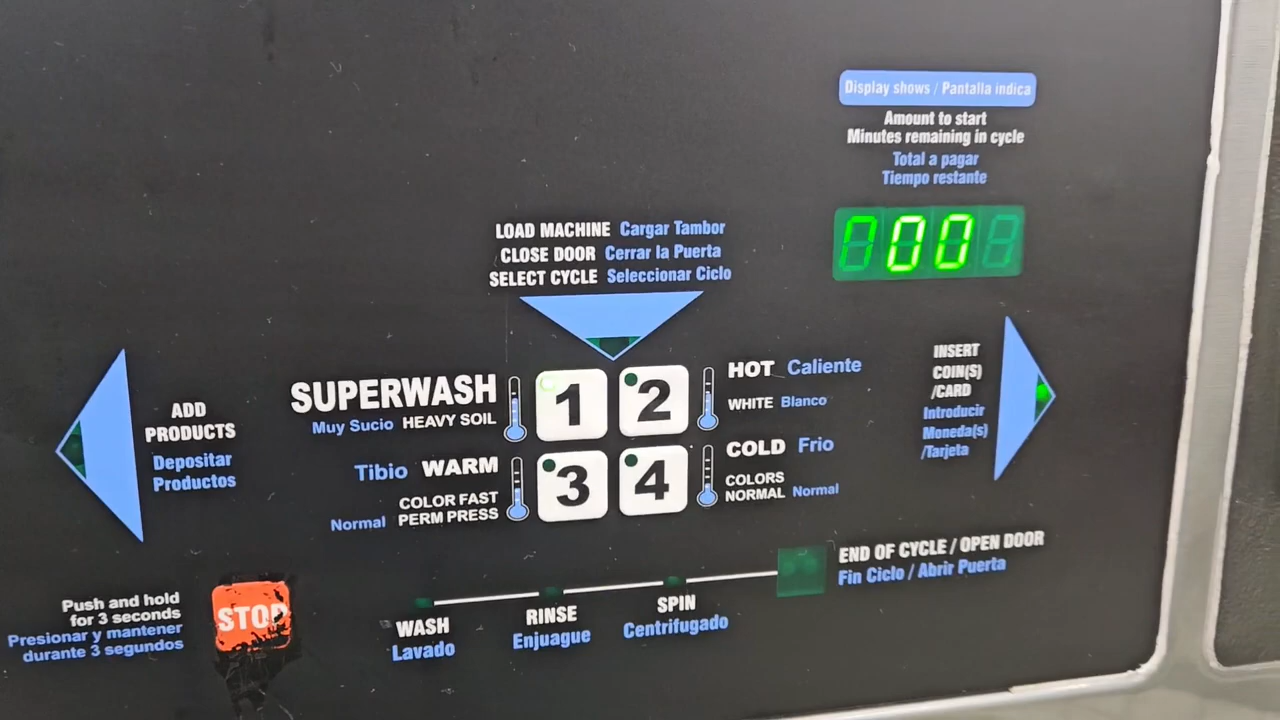 Display shows / Pantalla indica
Amount to start
Minutes remaining in cycle
Total a pagar
Tiempo restante
00
LOAD MACHINE Cargar Tambor
CLOSE DOOR Cerrar la Puerta
SELECT CYCLE Seleccionar Ciclo
ADD
PRODUCTS
Depositar
Productos
SUPERWASH
Muy Sucio HEAVY SOIL
Tibio WARM
COLOR FAST
Normal PERM PRESS
1
2
3
4
HOT Caliente
WHITE Blanco
COLD Frio
COLORS
NORMAL Normal
INSERT
COIN(S)
/CARD
Introducir
Moneda(s)
/Tarjeta
Push and hold
for 3 seconds
Presionar y mantener
durante 3 segundos
STOP
WASH
Lavado
RINSE
Enjuague
SPIN
Centrifugado
END OF CYCLE / OPEN DOOR
Fin Ciclo / Abrir Puerta